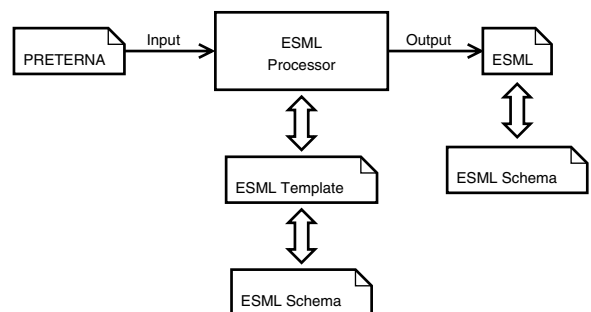 PRETERNA
Input
ESML
Processor
Output
ESML
ESML Template
ESML Schema
ESML Schema